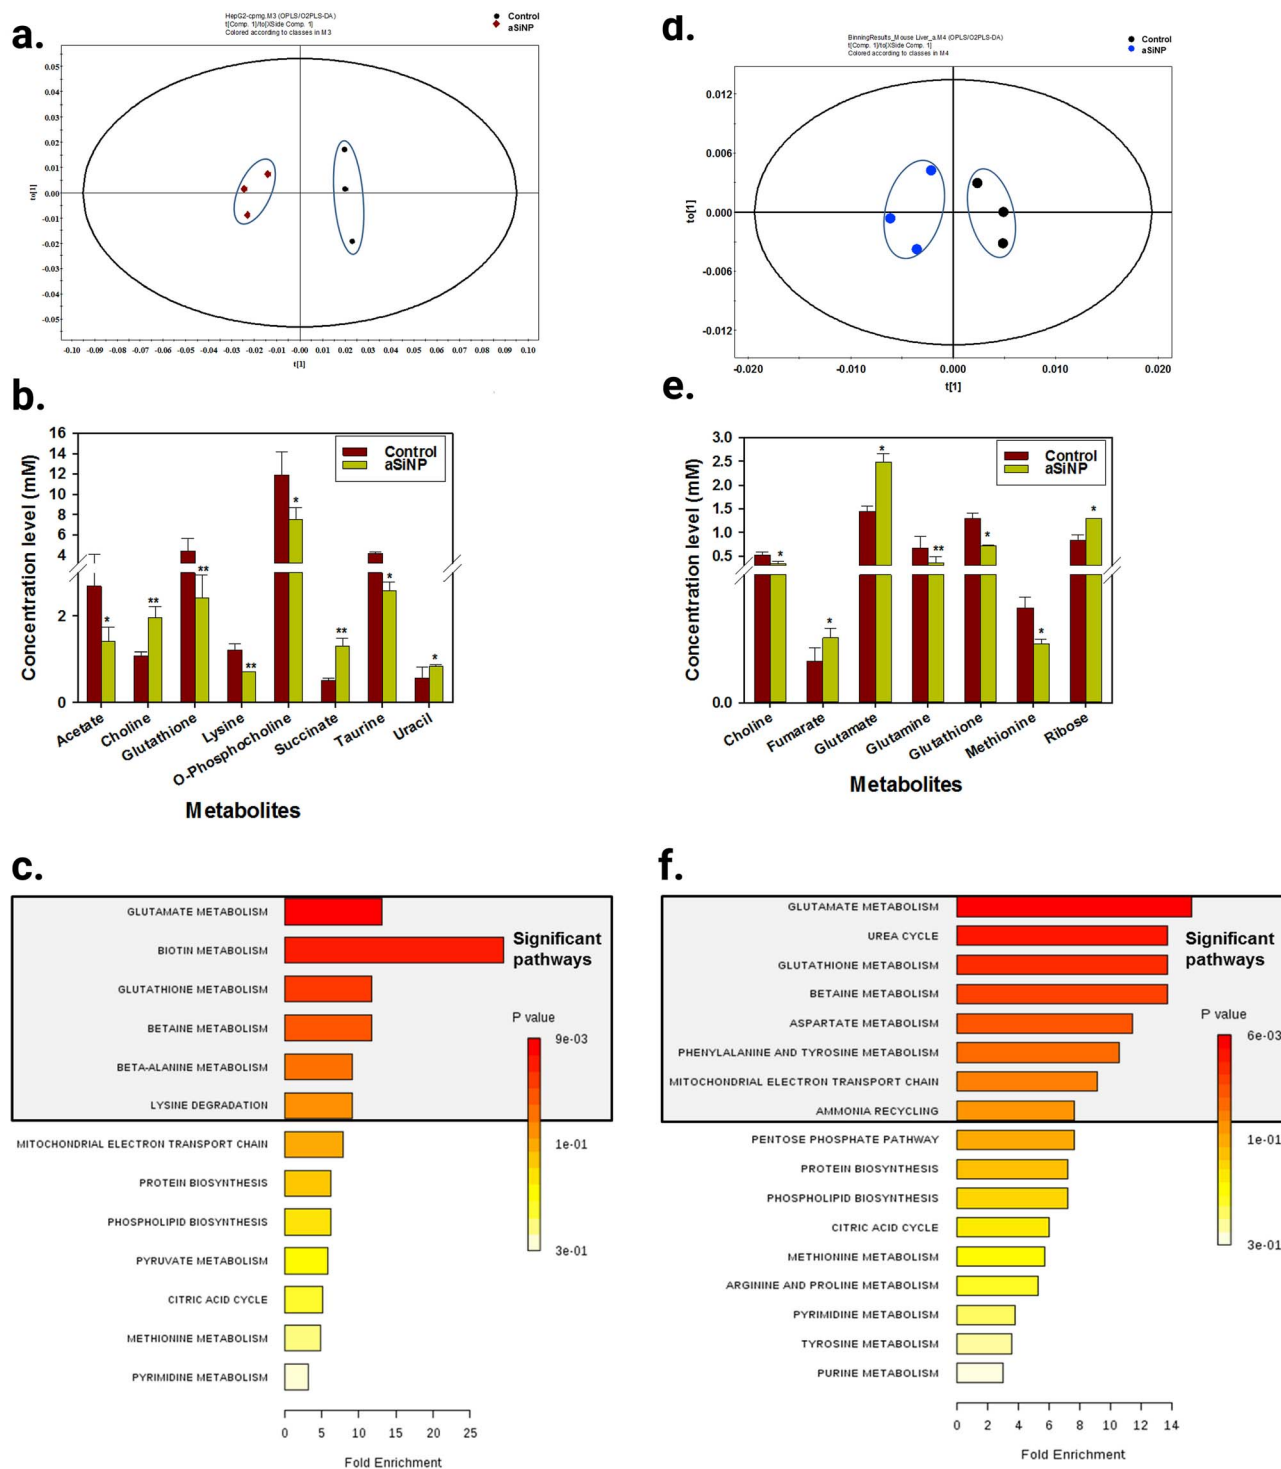 a.
HepG2-cpmg.M3 (OPLS/O2PLS-DA)
t[Comp. 1]/to[XSide Comp. 1]
Colored according to classes in M3
Control
aSiNP
0.05
0.04
0.03
0.02
0.01
0.00
-0.01
-0.02
-0.03
-0.04
-0.05
to[1]
-0.10 -0.09 -0.08 -0.07 -0.06 -0.05 -0.04 -0.03 -0.02 -0.01 -0.00 0.01 0.02 0.03 0.04 0.05 0.06 0.07 0.08 0.09 0.10
t[1]
d.
BinningResults_Mouse Liver_a.M4 (OPLS/O2PLS-DA)
t[Comp. 1]/to[XSide Comp. 1]
Colored according to classes in M4
Control
aSiNP
0.012
0.006
0.000
-0.006
-0.012
to[1]
-0.020 -0.010 0.000 0.010 0.020
t[1]
b.
Concentration level (mM)
16
14
12
10
8
6
4
2
0
Control
aSiNP
* ** ** ** * ** * *
Acetate
Choline
Glutathione
Lysine
O-Phosphocholine
Succinate
Taurine
Uracil
Metabolites
e.
Concentration level (mM)
3.0
2.5
2.0
1.5
1.0
0.5
0.0
Control
aSiNP
* * * ** * * *
Choline
Fumarate
Glutamate
Glutamine
Glutathione
Methionine
Ribose
Metabolites
c.
GLUTAMATE METABOLISM
BIOTIN METABOLISM
GLUTATHIONE METABOLISM
BETAINE METABOLISM
BETA-ALANINE METABOLISM
LYSINE DEGRADATION
MITOCHONDRIAL ELECTRON TRANSPORT CHAIN
PROTEIN BIOSYNTHESIS
PHOSPHOLIPID BIOSYNTHESIS
PYRUVATE METABOLISM
CITRIC ACID CYCLE
METHIONINE METABOLISM
PYRIMIDINE METABOLISM
Significant
pathways
P value
9e-03
1e-01
3e-01
0 5 10 15 20 25
Fold Enrichment
f.
GLUTAMATE METABOLISM
UREA CYCLE
GLUTATHIONE METABOLISM
BETAINE METABOLISM
ASPARTATE METABOLISM
PHENYLALANINE AND TYROSINE METABOLISM
MITOCHONDRIAL ELECTRON TRANSPORT CHAIN
AMMONIA RECYCLING
PENTOSE PHOSPHATE PATHWAY
PROTEIN BIOSYNTHESIS
PHOSPHOLIPID BIOSYNTHESIS
CITRIC ACID CYCLE
METHIONINE METABOLISM
ARGININE AND PROLINE METABOLISM
PYRIMIDINE METABOLISM
TYROSINE METABOLISM
PURINE METABOLISM
Significant
pathways
P value
6e-03
1e-01
3e-01
0 2 4 6 8 10 12 14
Fold Enrichment